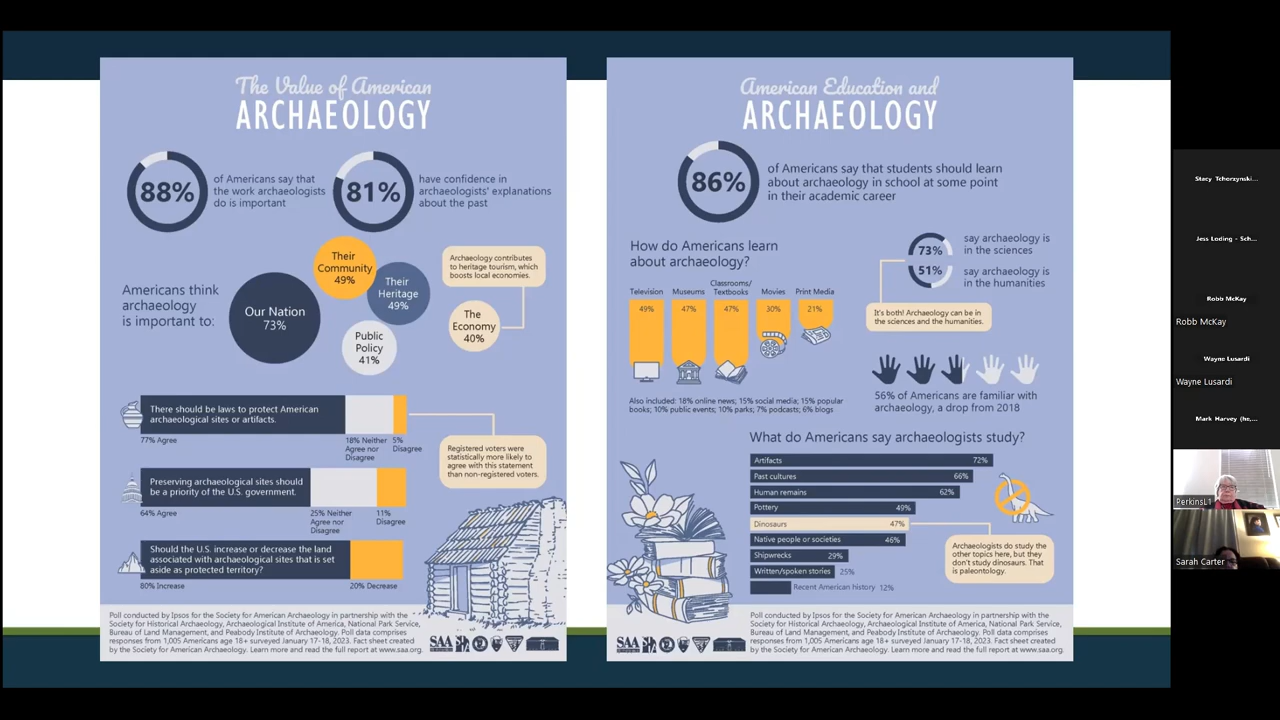 The Value of American
ARCHAEOLOGY
88%
of Americans say that
the work archaeologists
do is important
81%
have confidence in
archaeologists' explanations
about the past
Americans think
archaeology
is important to:
Our Nation
73%
Their
Community
49%
Their
Heritage
49%
Public
Policy
41%
The
Economy
40%
Archaeology contributes
to heritage tourism, which
boosts local economies.
There should be laws to protect American
archaeological sites or artifacts.
77% Agree
18% Neither
Agree nor
Disagree
5%
Disagree
Registered voters were
statistically more likely to
agree with this statement
than non-registered voters.
Preserving archaeological sites should
be a priority of the U.S. government.
64% Agree
25% Neither
Agree nor
Disagree
11%
Disagree
Should the U.S. increase or decrease the land
associated with archaeological sites that is set
aside as protected territory?
80% Increase
20% Decrease
Poll conducted by Ipsos for the Society for American Archaeology in partnership with the
Society for Historical Archaeology, Archaeological Institute of America, National Park Service,
Bureau of Land Management, and Peabody Institute of Archaeology. Poll data comprises
responses from 1,005 Americans age 18+ surveyed January 17-18, 2023. Fact sheet created
by the Society for American Archaeology. Learn more and read the full report at www.saa.org.
SAA
American Education and
ARCHAEOLOGY
86%
of Americans say that students should learn
about archaeology in school at some point
in their academic career
How do Americans learn
about archaeology?
Television
49%
Museums
47%
Classrooms/
Textbooks
47%
Movies
30%
Print Media
21%
Also included: 18% online news; 15% social media; 15% popular
books; 10% public events; 10% parks; 7% podcasts; 6% blogs
73%
say archaeology is
in the sciences
51%
say archaeology is
in the humanities
It's both! Archaeology can be in
the sciences and the humanities.
56% of Americans are familiar with
archaeology, a drop from 2018
What do Americans say archaeologists study?
Artifacts 72%
Past cultures 66%
Human remains 62%
Pottery 49%
Dinosaurs 47%
Native people or societies 46%
Shipwrecks 29%
Written/spoken stories 25%
Recent American history 12%
Archaeologists do study the
other topics here, but they
don't study dinosaurs. That
is paleontology.
Poll conducted by Ipsos for the Society for American Archaeology in partnership with the
Society for Historical Archaeology, Archaeological Institute of America, National Park Service,
Bureau of Land Management, and Peabody Institute of Archaeology. Poll data comprises
responses from 1,005 Americans age 18+ surveyed January 17-18, 2023. Fact sheet created
by the Society for American Archaeology. Learn more and read the full report at www.saa.org.
SAA
Stacy Tchorzynski...
Jess Loding - Sch...
Robb McKay
Robb McKay
Wayne Lusardi
Wayne Lusardi
Mark Harvey (he,...
PerkinsL1
Sarah Carter